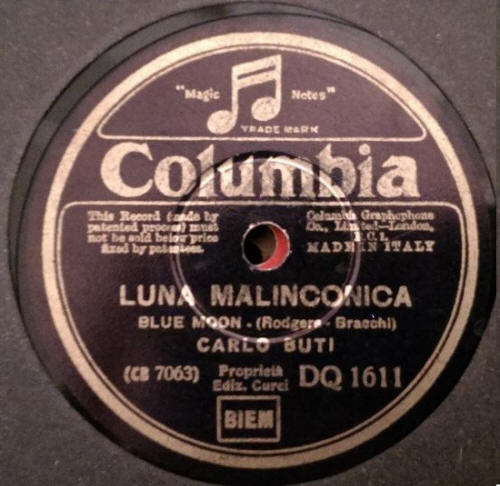 "Magic Notes"
TRADE MARK
Columbia
This Record (made by
patented process) must
not be sold below price
fixed by patentees.
Columbia Graphophone
Co., Limited—London,
E.C.1.
MADE IN ITALY
LUNA MALINCONICA
BLUE MOON - (Rodgers - Bracchi)
CARLO BUTI
(CB 7063)
Proprietà
Ediz. Curci
DQ 1611
BIEM